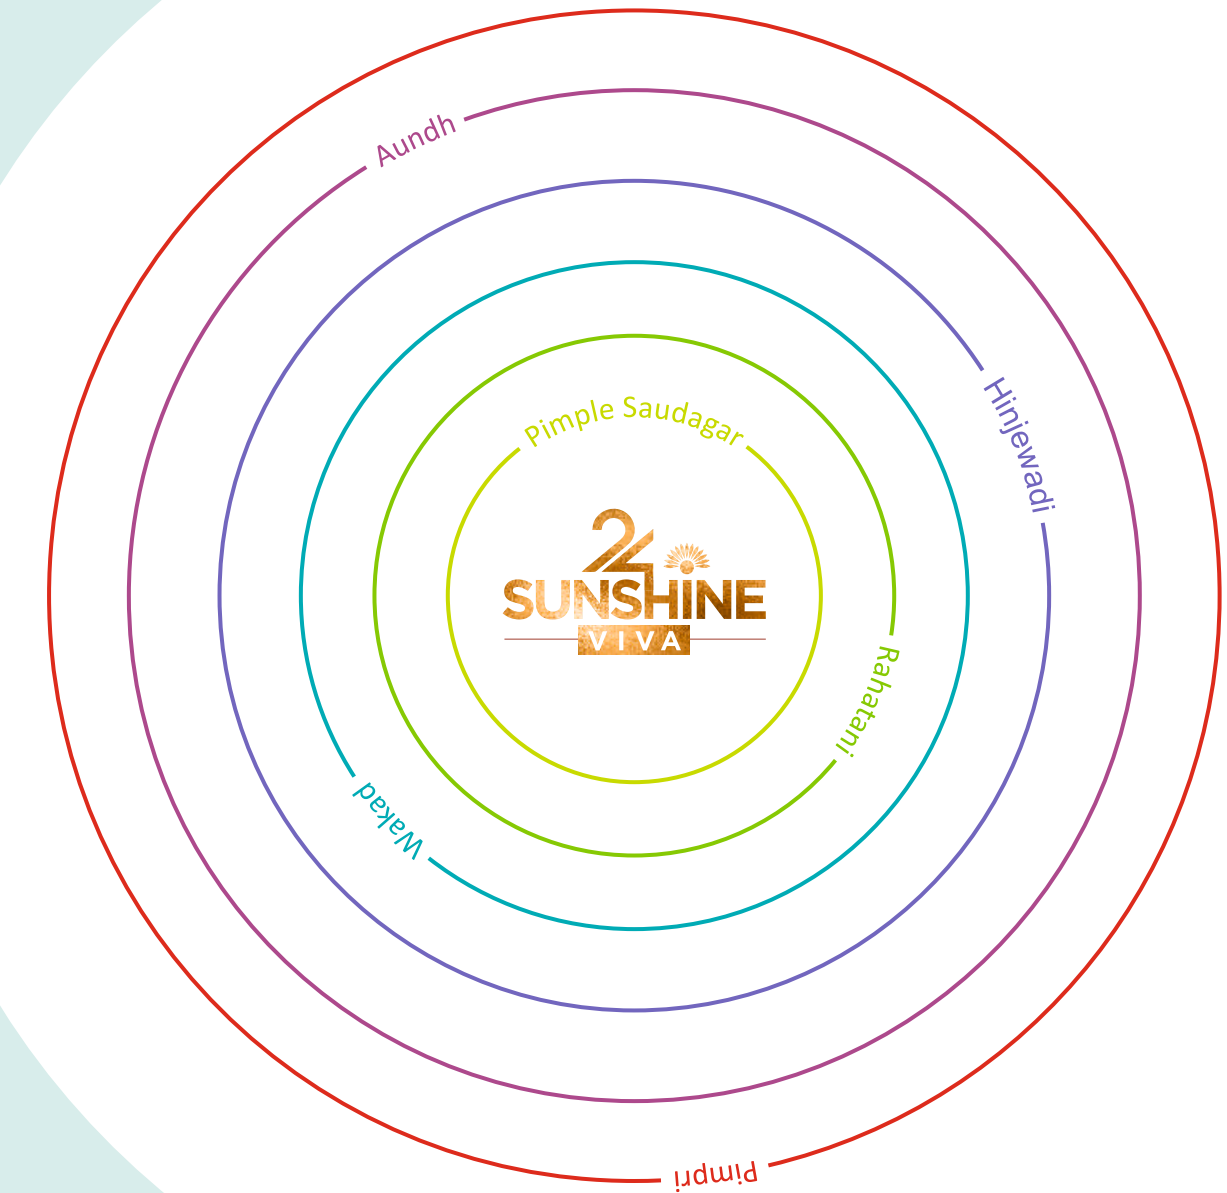 Aundh
Hinjewadi
Pimple Saudagar
24
SUNSHINE
VIVA
Rahatani
Wakad
Pimpri